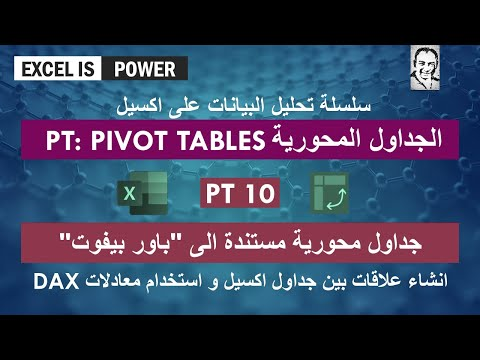 EXCEL IS POWER
سلسلة تحليل البيانات على اكسيل
الجداول المحورية PT: PIVOT TABLES
PT 10
جداول محورية مستندة الى "باور بيفوت"
انشاء علاقات بين جداول اكسيل و استخدام معادلات DAX